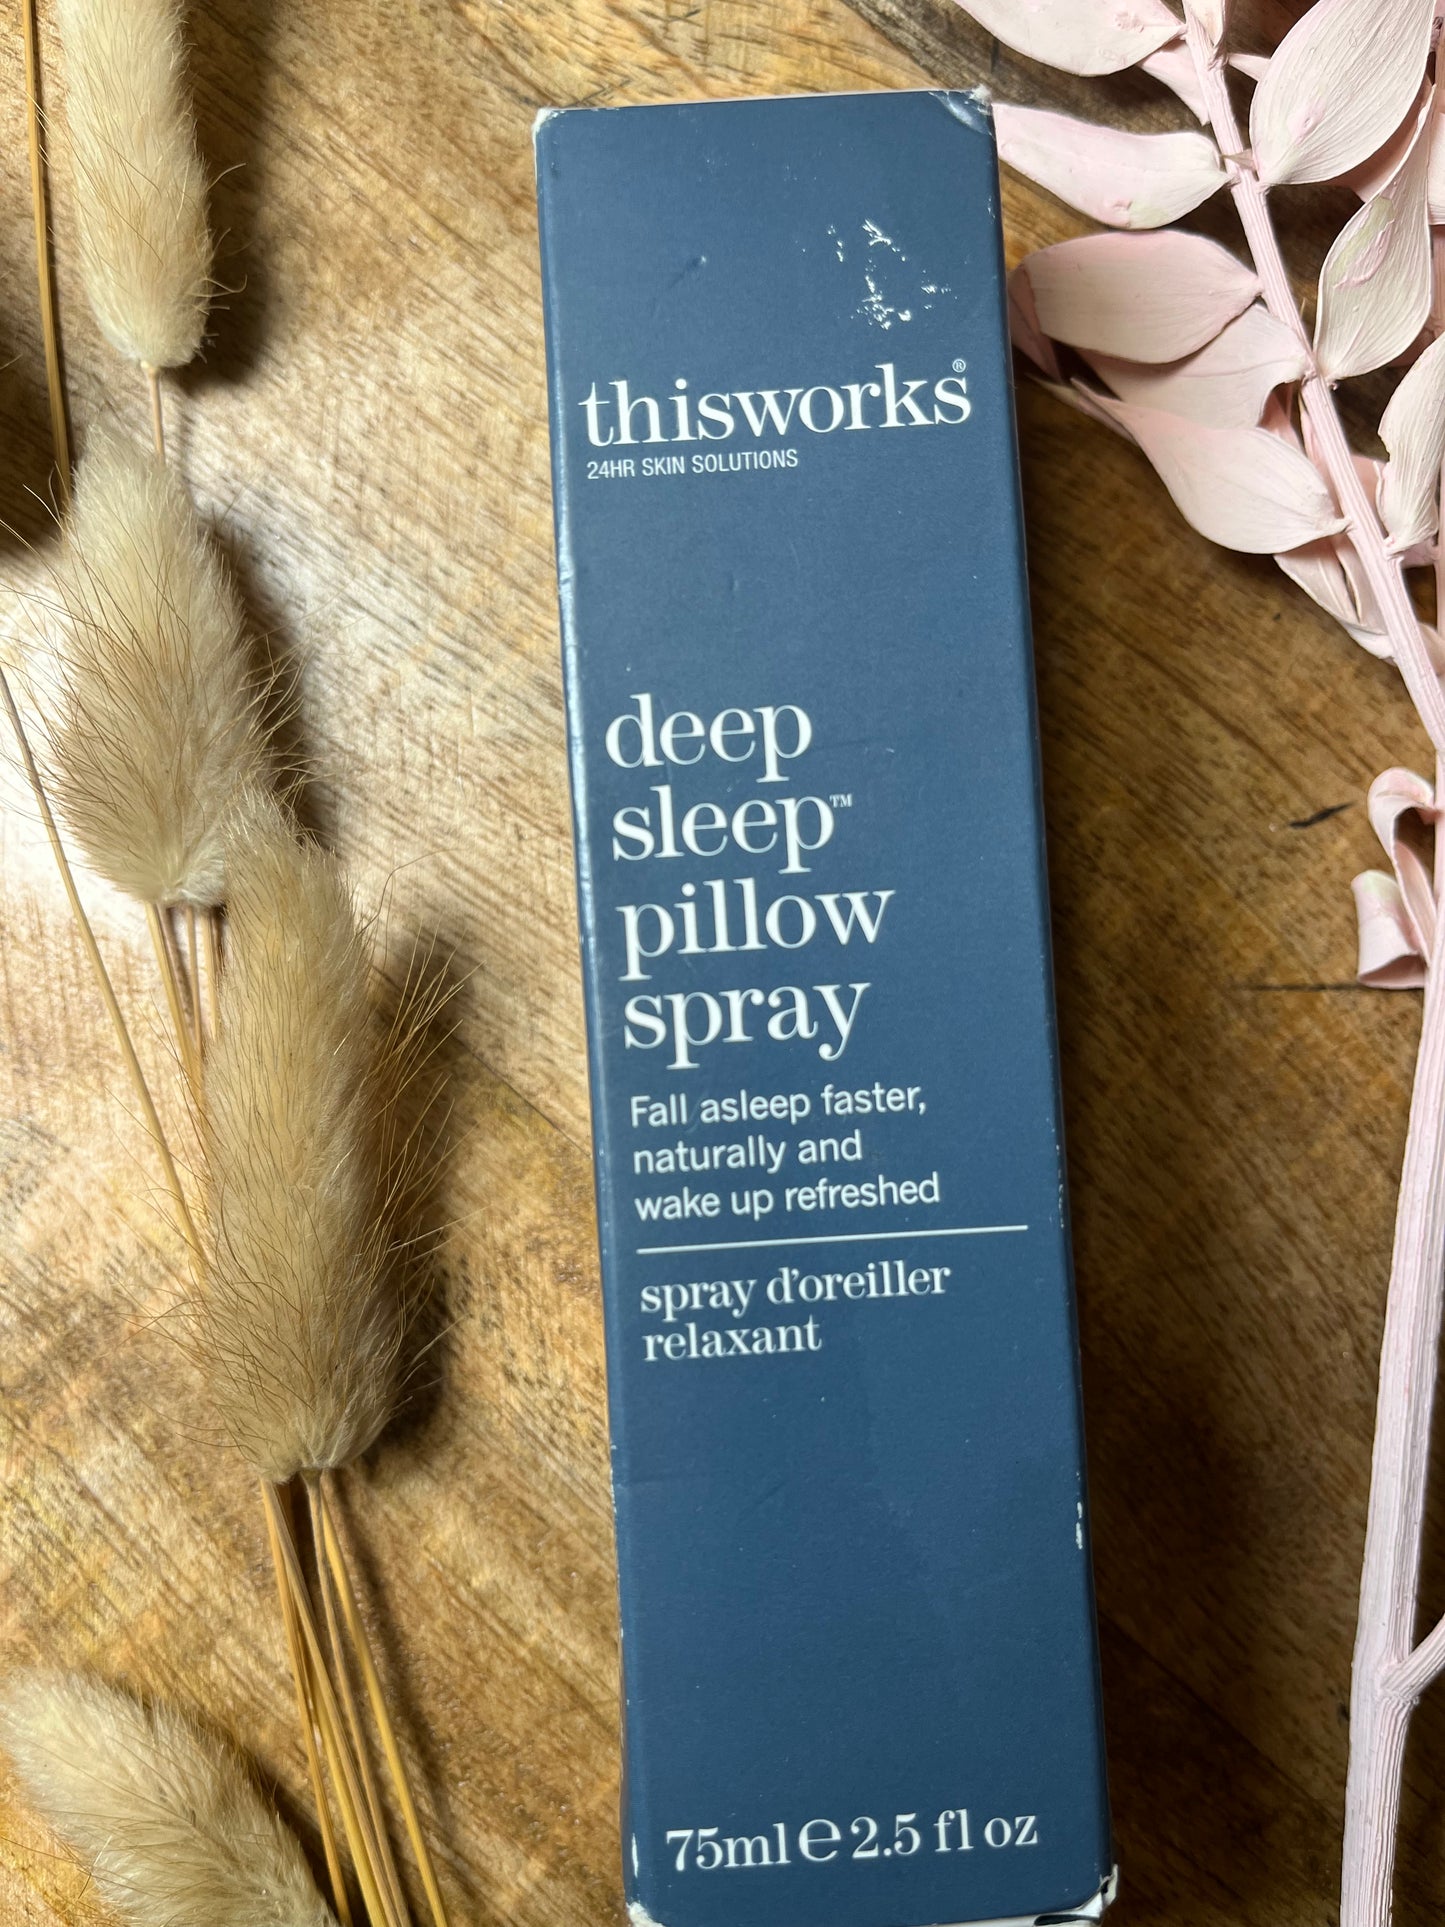 thisworks®
24HR SKIN SOLUTIONS
deep
sleep™
pillow
spray
Fall asleep faster,
naturally and
wake up refreshed
spray d'oreiller
relaxant
75ml ℮ 2.5 fl oz